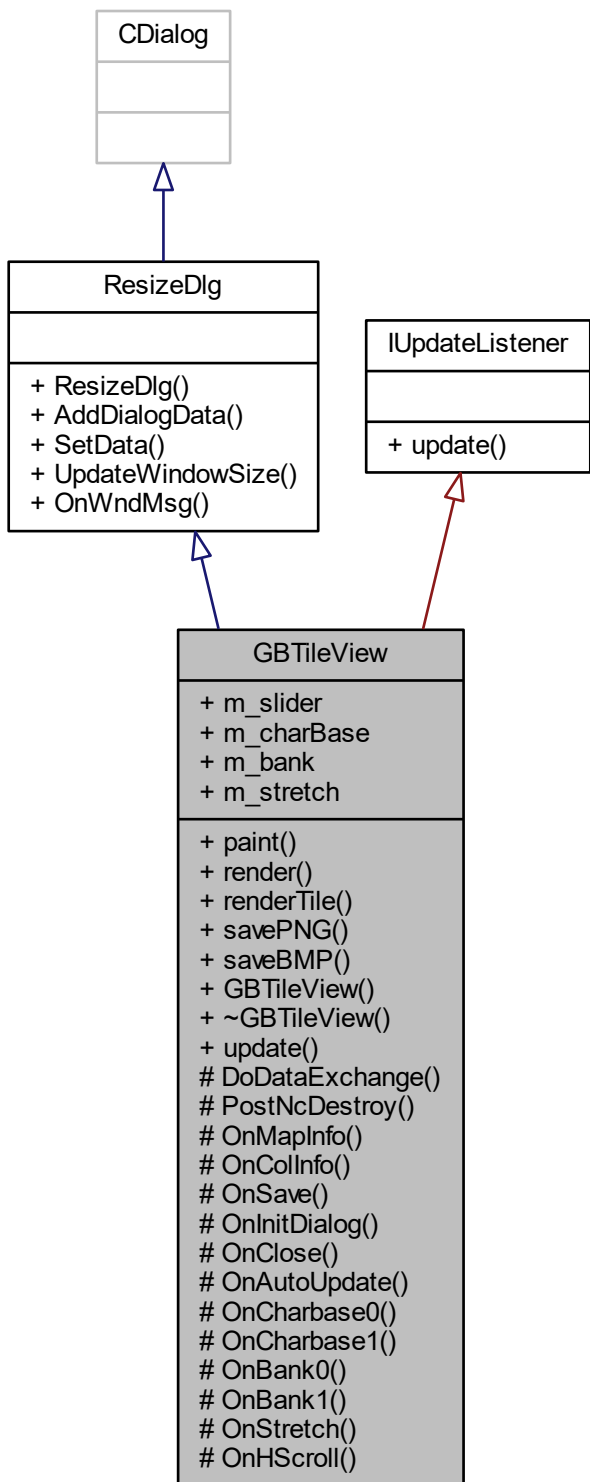 CDialog
ResizeDlg
+ ResizeDlg()
+ AddDialogData()
+ SetData()
+ UpdateWindowSize()
+ OnWndMsg()
IUpdateListener
+ update()
GBTileView
+ m_slider
+ m_charBase
+ m_bank
+ m_stretch
+ paint()
+ render()
+ renderTile()
+ savePNG()
+ saveBMP()
+ GBTileView()
+ ~GBTileView()
+ update()
# DoDataExchange()
# PostNcDestroy()
# OnMapInfo()
# OnColInfo()
# OnSave()
# OnInitDialog()
# OnClose()
# OnAutoUpdate()
# OnCharbase0()
# OnCharbase1()
# OnBank0()
# OnBank1()
# OnStretch()
# OnHScroll()